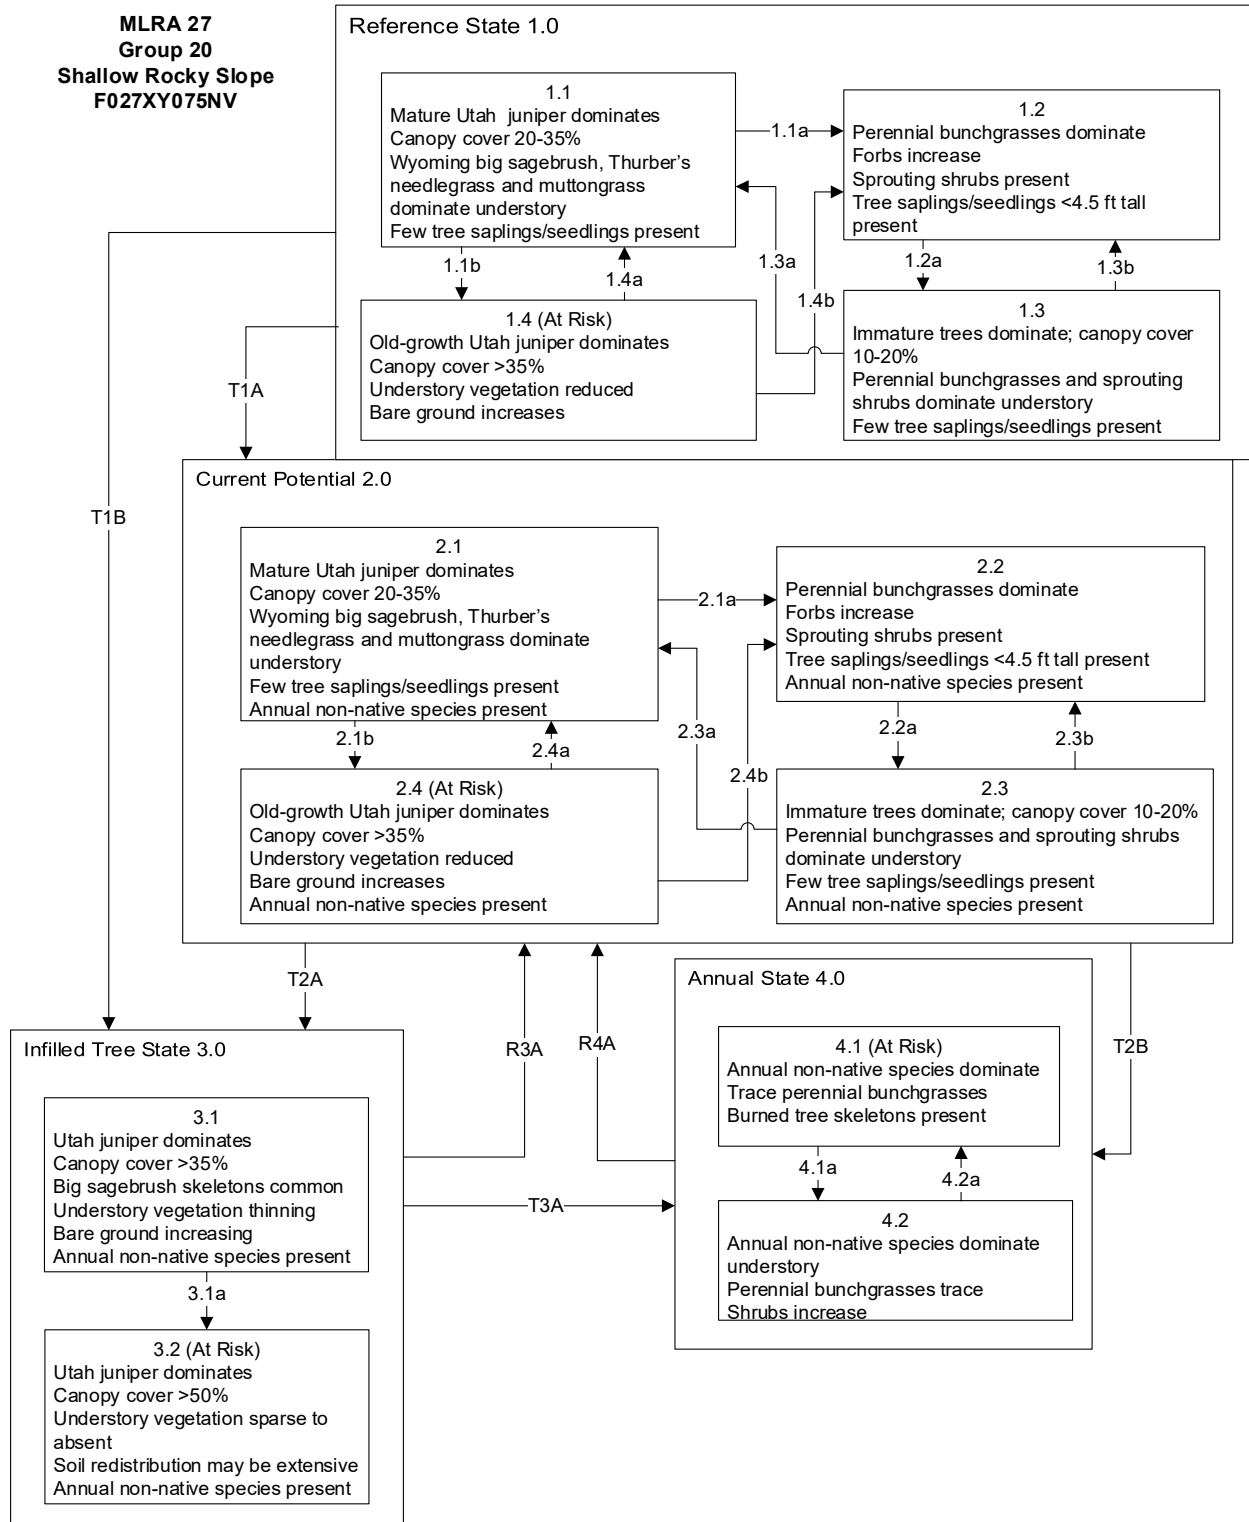 MLRA 27
Group 20
Shallow Rocky Slope
F027XY075NV
Reference State 1.0
1.1
Mature Utah juniper dominates
Canopy cover 20-35%
Wyoming big sagebrush, Thurber's
needlegrass and muttongrass
dominate understory
Few tree saplings/seedlings present
1.1a
1.2
Perennial bunchgrasses dominate
Forbs increase
Sprouting shrubs present
Tree saplings/seedlings <4.5 ft tall
present
1.1b
1.4a
1.3a
1.4b
1.2a
1.3b
1.4 (At Risk)
Old-growth Utah juniper dominates
Canopy cover >35%
Understory vegetation reduced
Bare ground increases
1.3
Immature trees dominate; canopy cover
10-20%
Perennial bunchgrasses and sprouting
shrubs dominate understory
Few tree saplings/seedlings present
T1A
T1B
Current Potential 2.0
2.1
Mature Utah juniper dominates
Canopy cover 20-35%
Wyoming big sagebrush, Thurber's
needlegrass and muttongrass dominate
understory
Few tree saplings/seedlings present
Annual non-native species present
2.1a
2.2
Perennial bunchgrasses dominate
Forbs increase
Sprouting shrubs present
Tree saplings/seedlings <4.5 ft tall present
Annual non-native species present
2.1b
2.4a
2.3a
2.4b
2.2a
2.3b
2.4 (At Risk)
Old-growth Utah juniper dominates
Canopy cover >35%
Understory vegetation reduced
Bare ground increases
Annual non-native species present
2.3
Immature trees dominate; canopy cover 10-20%
Perennial bunchgrasses and sprouting shrubs
dominate understory
Few tree saplings/seedlings present
Annual non-native species present
T2A
R3A
R4A
T2B
Infilled Tree State 3.0
3.1
Utah juniper dominates
Canopy cover >35%
Big sagebrush skeletons common
Understory vegetation thinning
Bare ground increasing
Annual non-native species present
3.1a
3.2 (At Risk)
Utah juniper dominates
Canopy cover >50%
Understory vegetation sparse to
absent
Soil redistribution may be extensive
Annual non-native species present
T3A
Annual State 4.0
4.1 (At Risk)
Annual non-native species dominate
Trace perennial bunchgrasses
Burned tree skeletons present
4.1a
4.2a
4.2
Annual non-native species dominate
understory
Perennial bunchgrasses trace
Shrubs increase